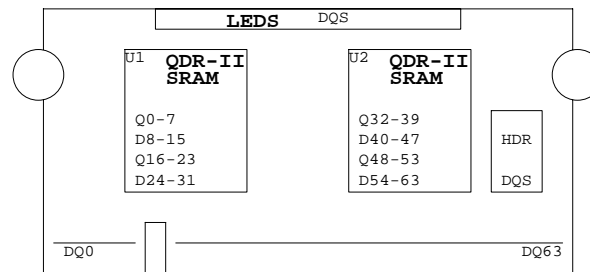 LEDS DQS
U1 QDR-II
SRAM
Q0-7
D8-15
Q16-23
D24-31
U2 QDR-II
SRAM
Q32-39
D40-47
Q48-53
D54-63
HDR
DQS
DQ0 DQ63